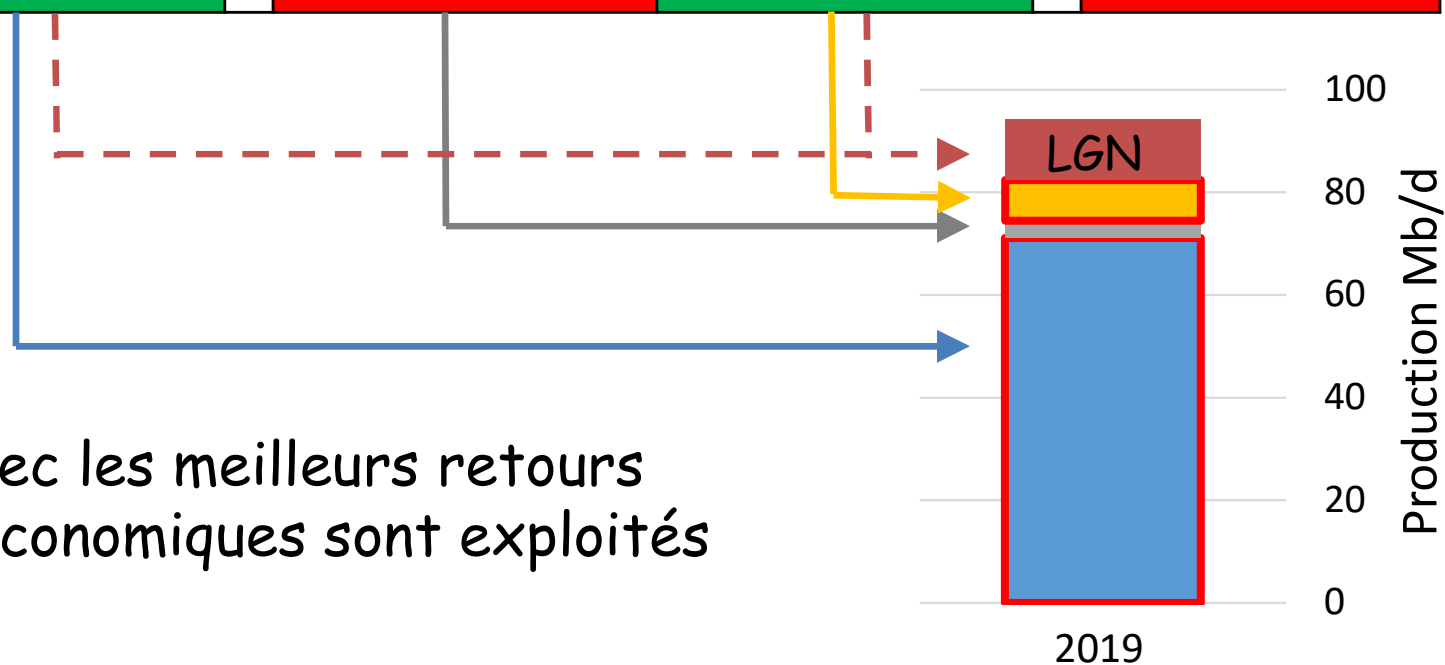 100
LGN
80
60
40
20
0
Production Mb/d
2019
ec les meilleurs retours
conomiques sont exploités